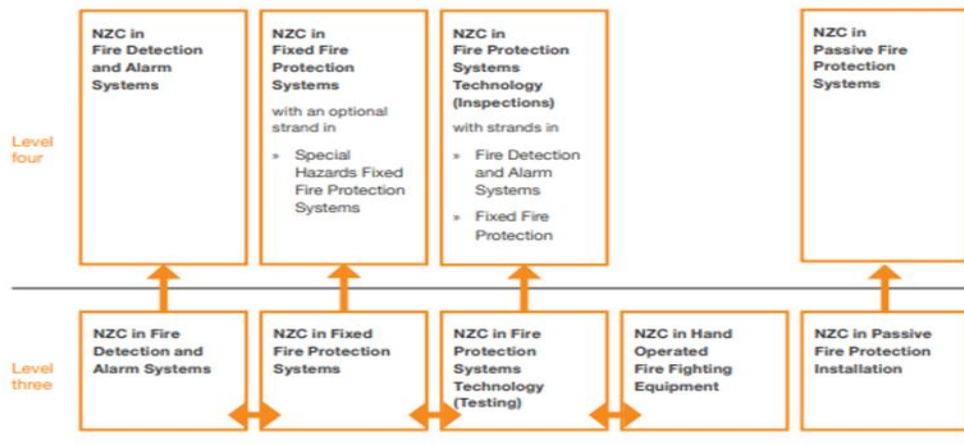 NZC in
Fire Detection
and Alarm
Systems
NZC in
Fixed Fire
Protection
Systems
with an optional
strand in
» Special
Hazards Fixed
Fire Protection
Systems
NZC in
Fire Protection
Systems
Technology
(Inspections)
with strands in
» Fire Detection
and Alarm
Systems
» Fixed Fire
Protection
NZC in
Passive Fire
Protection
Systems
Level
four
NZC in Fire
Detection and
Alarm Systems
NZC in Fixed
Fire Protection
Systems
NZC in Fire
Protection
Systems
Technology
(Testing)
NZC in Hand
Operated
Fire Fighting
Equipment
NZC in Passive
Fire Protection
Installation
Level
three